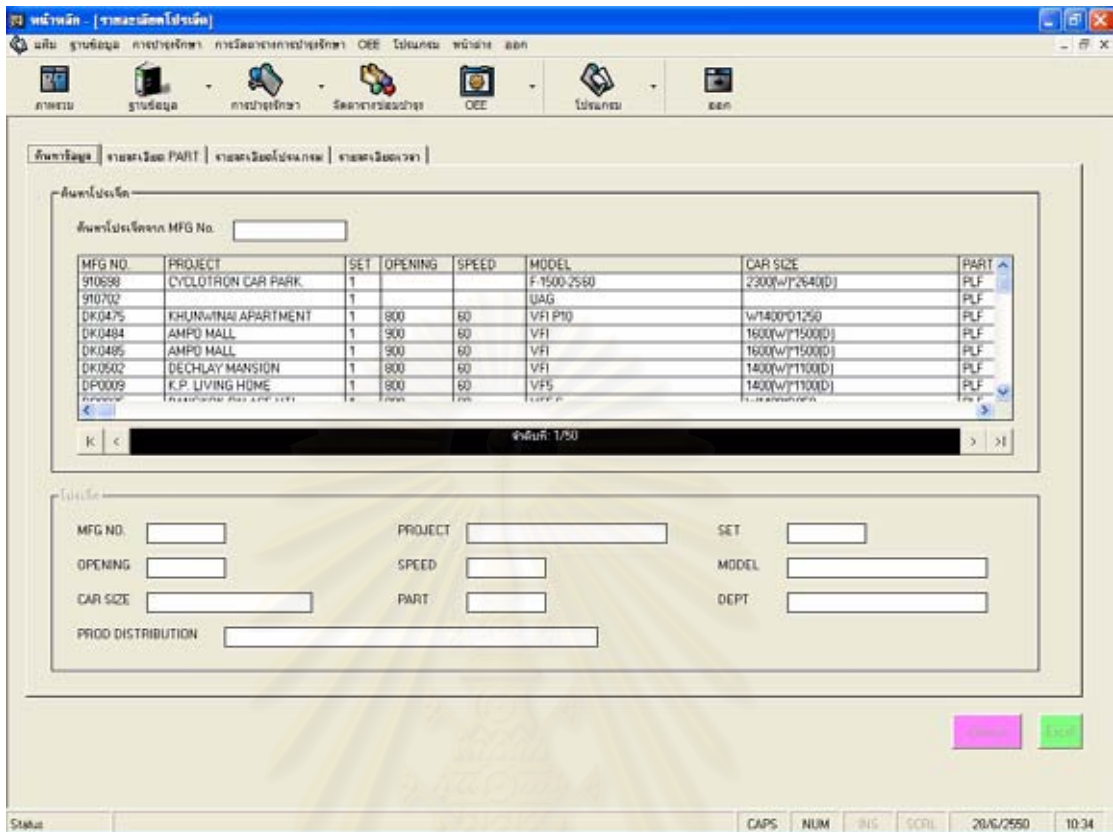 หน้าหลัก - [รายละเอียดโปรเจ็ค]
แฟ้ม ฐานข้อมูล การบำรุงรักษา การวัดตารางการบำรุงรักษา OEE โปรแกรม หน้าต่าง ออก
ภาพรวม ฐานข้อมูล การบำรุงรักษา จัดตารางซ่อมบำรุง OEE โปรแกรม ออก
ค้นหาข้อมูล รายละเอียด PART รายละเอียดโปรแกรม รายละเอียดเวลา
ค้นหาโปรเจ็ค
ค้นหาโปรเจ็คจาก MFG No.
MFG NO. PROJECT SET OPENING SPEED MODEL CAR SIZE PART
910698 CYCLOTRON CAR PARK 1 F-1500-2S60 2300(W)*2640(D) PLF
910702 1 UAG PLF
DK0475 KHUNWINAI APARTMENT 1 800 60 VFI P10 W1400*D1250 PLF
DK0484 AMPO MALL 1 900 60 VFI 1600(W)*1500(D) PLF
DK0485 AMPO MALL 1 900 60 VFI 1600(W)*1500(D) PLF
DK0502 DECHLAY MANSION 1 800 60 VFI 1400(W)*1100(D) PLF
DP0009 K.P. LIVING HOME 1 800 60 VFS 1400(W)*1100(D) PLF
ลำดับที่: 1/50
โปรเจ็ค
MFG NO. PROJECT SET
OPENING SPEED MODEL
CAR SIZE PART DEPT
PROD DISTRIBUTION
Status CAPS NUM INS SCRL 20/6/2550 10:34